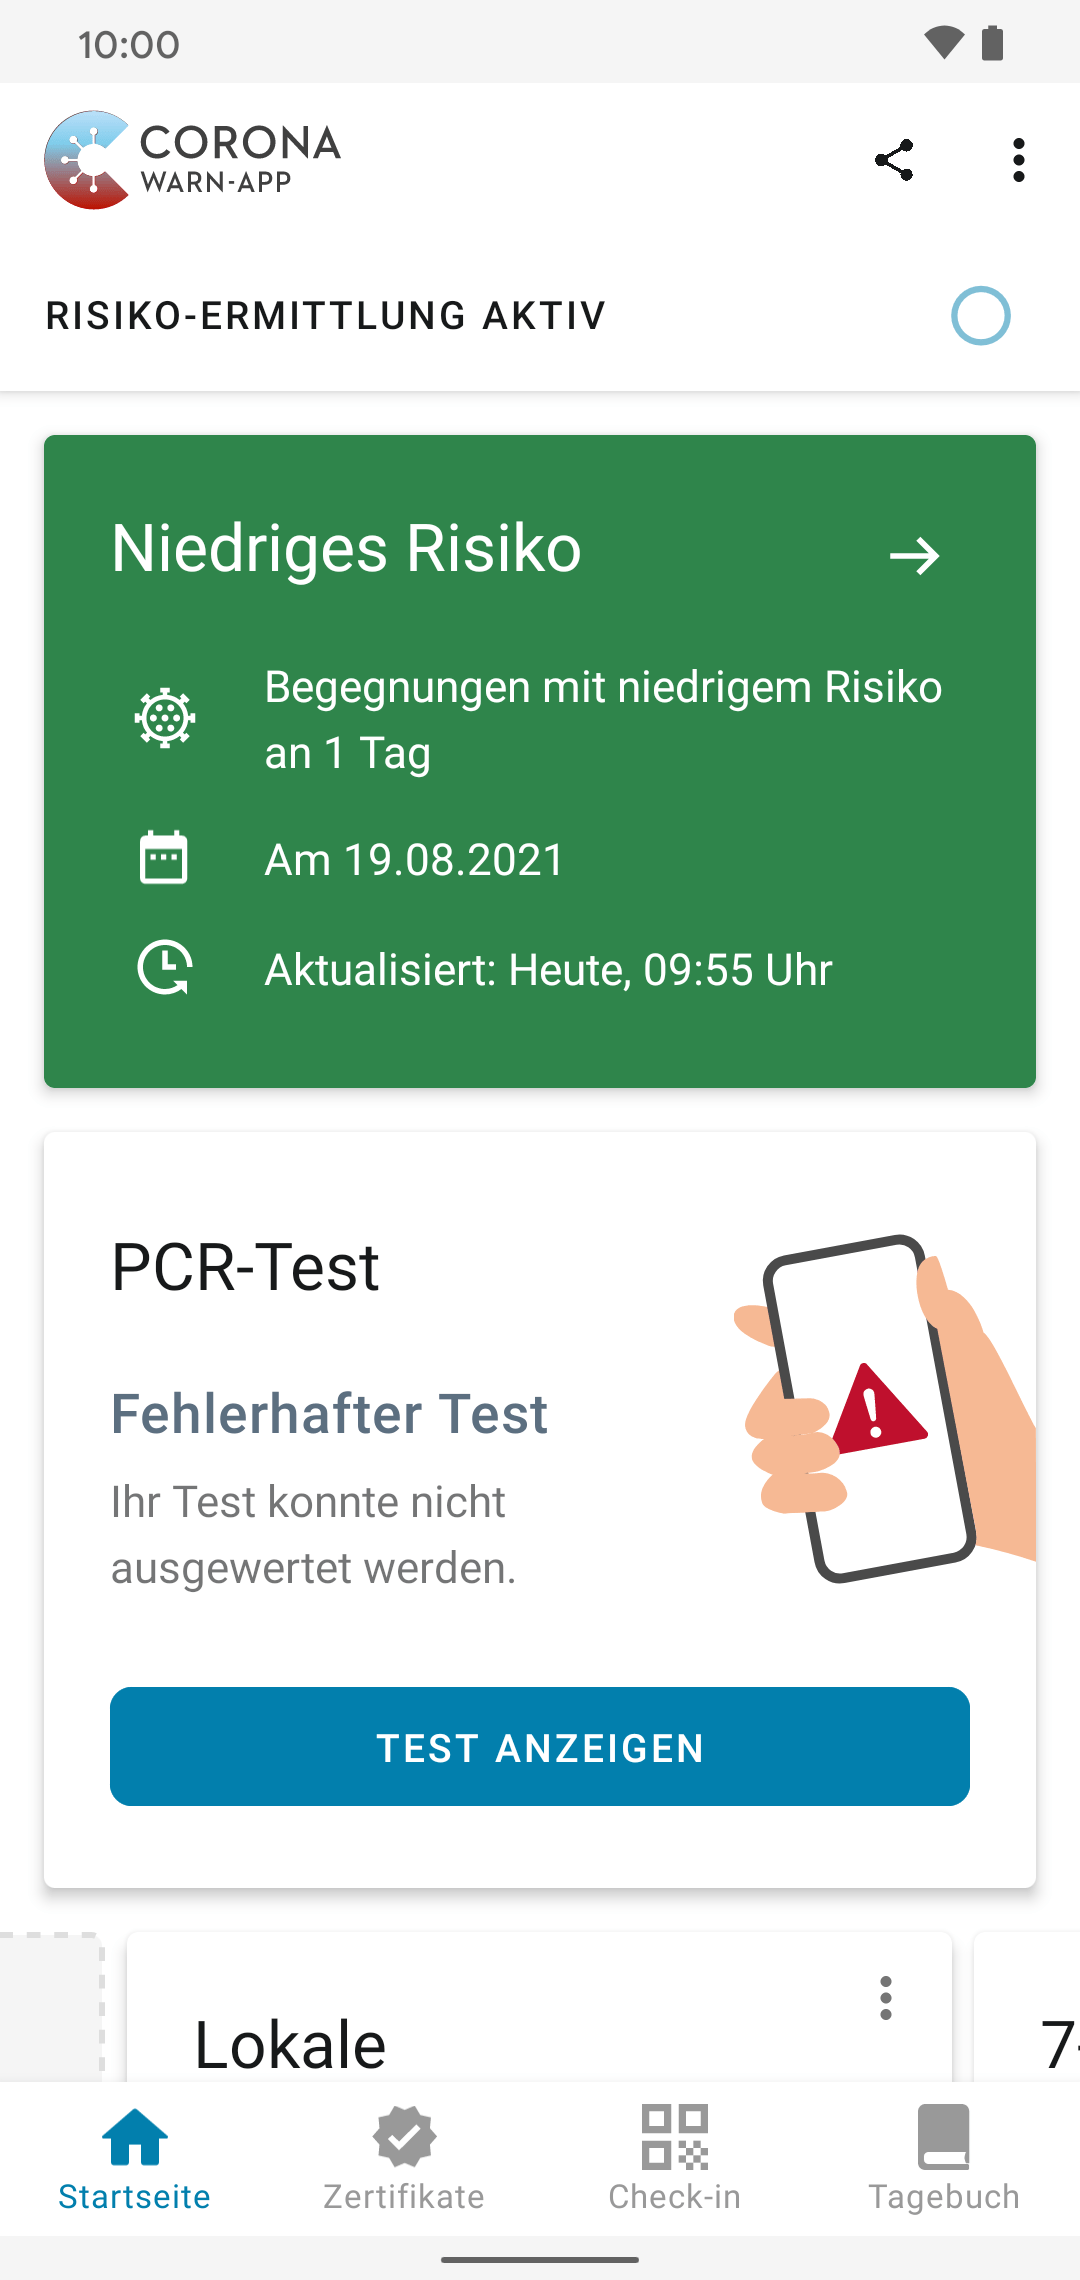 10:00
CORONA
WARN-APP
RISIKO-ERMITTLUNG AKTIV
Niedriges Risiko
Begegnungen mit niedrigem Risiko
an 1 Tag
Am 19.08.2021
Aktualisiert: Heute, 09:55 Uhr
PCR-Test
Fehlerhafter Test
Ihr Test konnte nicht
ausgewertet werden.
TEST ANZEIGEN
Lokale
7-
Startseite
Zertifikate
Check-in
Tagebuch